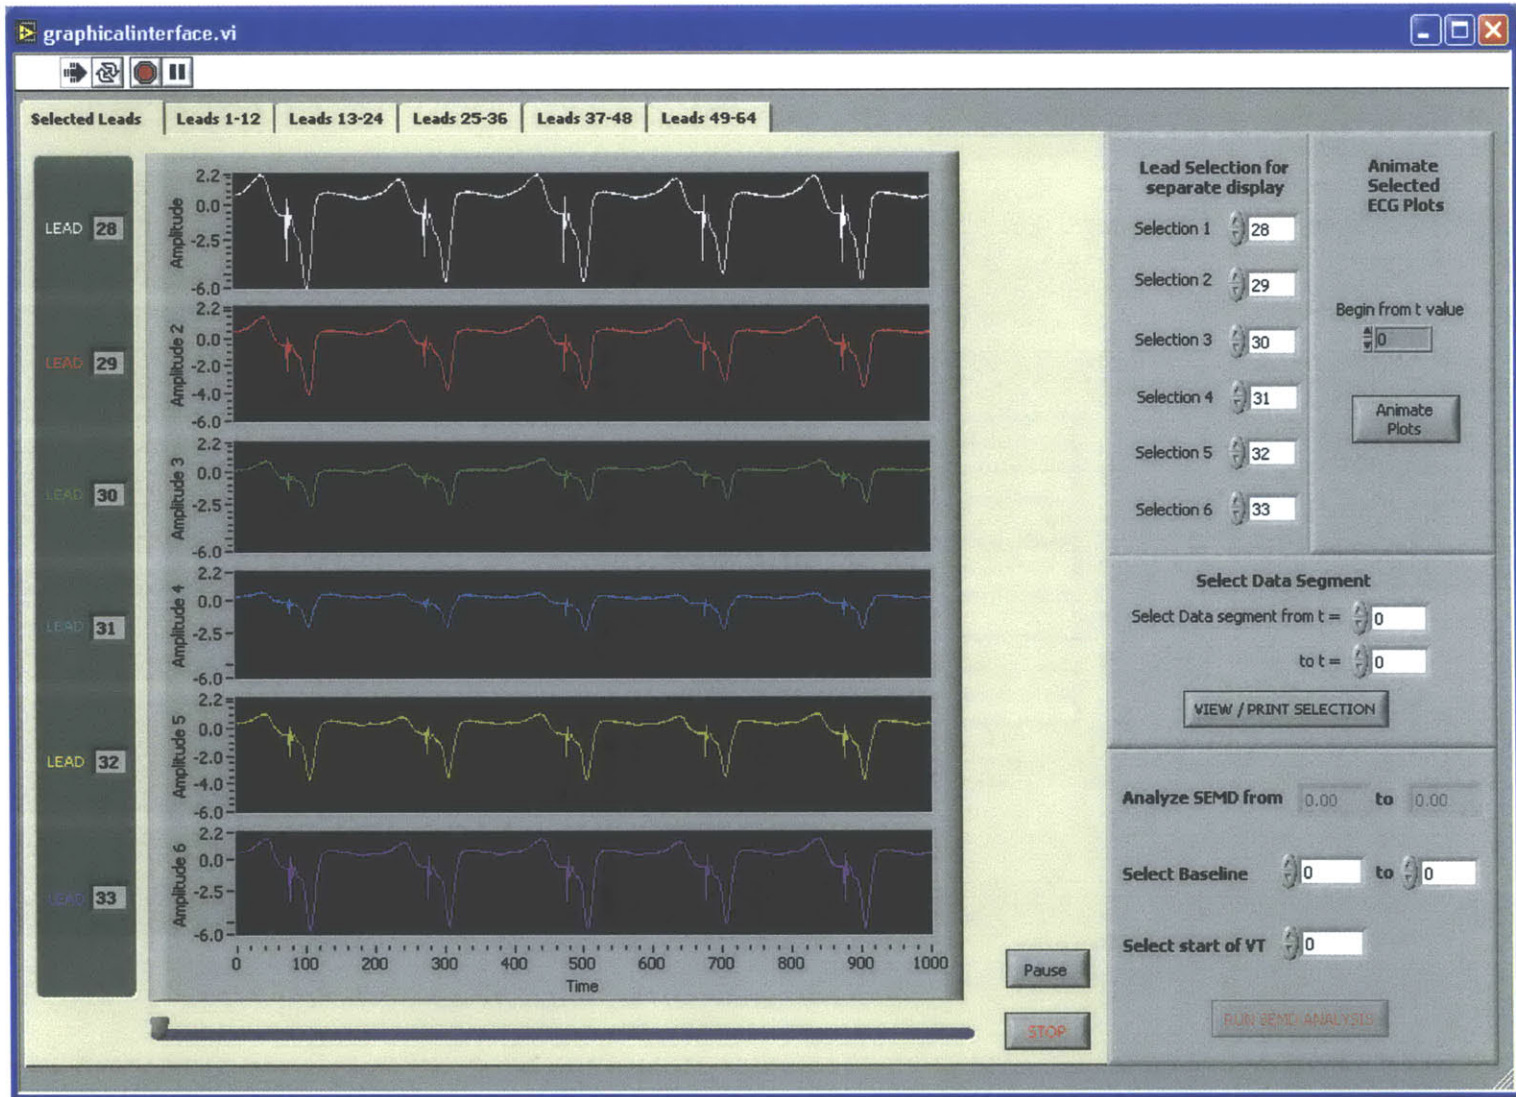 graphicalinterface.vi
Selected Leads Leads 1-12 Leads 13-24 Leads 25-36 Leads 37-48 Leads 49-64
LEAD 28
LEAD 29
LEAD 30
LEAD 31
LEAD 32
LEAD 33
Amplitude
2.2
0.0
-2.5
-6.0
Amplitude 2
2.2
0.0
-2.0
-4.0
-6.0
Amplitude 3
2.2
0.0
-2.5
-6.0
Amplitude 4
2.2
0.0
-2.5
Amplitude 5
2.2
0.0
-2.0
-4.0
-6.0
Amplitude 6
2.2
0.0
-2.5
-6.0
0 100 200 300 400 500 600 700 800 900 1000
Time
Pause
STOP
Lead Selection for
separate display
Selection 1 28
Selection 2 29
Selection 3 30
Selection 4 31
Selection 5 32
Selection 6 33
Animate
Selected
ECG Plots
Begin from t value
0
Animate
Plots
Select Data Segment
Select Data segment from t = 0
to t = 0
VIEW / PRINT SELECTION
Analyze SEMD from 0.00 to 0.00
Select Baseline 0 to 0
Select start of VT 0
RUN SEMD ANALYSIS